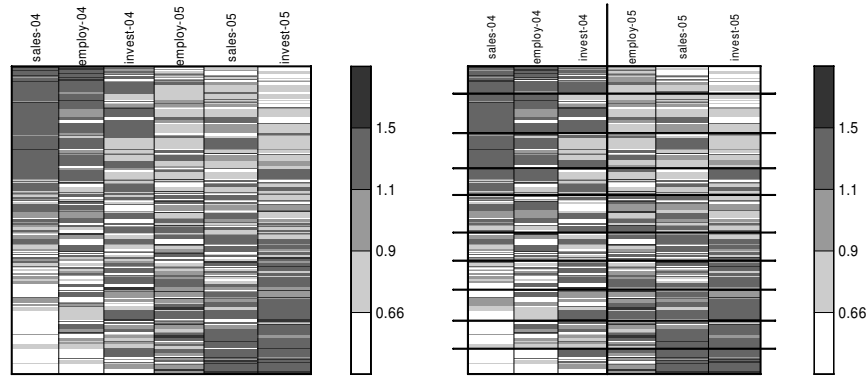 sales-04
employ-04
invest-04
employ-05
sales-05
invest-05
1.5
1.1
0.9
0.66
sales-04
employ-04
invest-04
employ-05
sales-05
invest-05
1.5
1.1
0.9
0.66